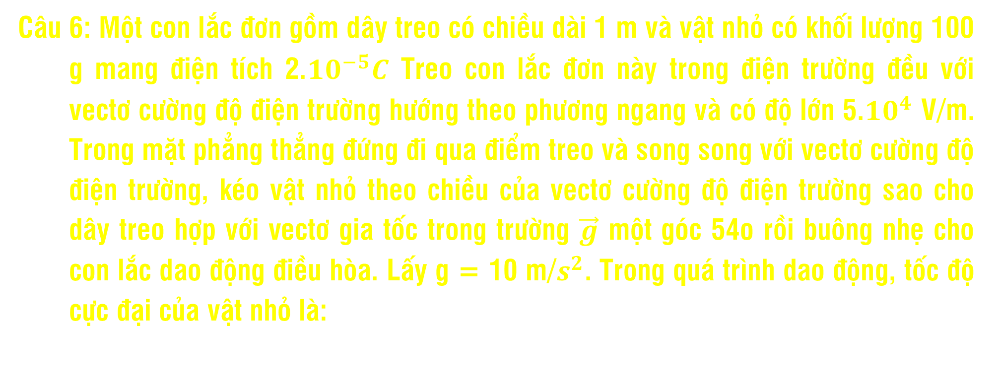 Câu 6: Một con lắc đơn gồm dây treo có chiều dài 1 m và vật nhỏ có khối lượng 100
g mang điện tích 2.10⁻⁵C Treo con lắc đơn này trong điện trường đều với
vectơ cường độ điện trường hướng theo phương ngang và có độ lớn 5.10⁴ V/m.
Trong mặt phẳng thẳng đứng đi qua điểm treo và song song với vectơ cường độ
điện trường, kéo vật nhỏ theo chiều của vectơ cường độ điện trường sao cho
dây treo hợp với vectơ gia tốc trong trường g⃗ một góc 54o rồi buông nhẹ cho
con lắc dao động điều hòa. Lấy g = 10 m/s². Trong quá trình dao động, tốc độ
cực đại của vật nhỏ là: